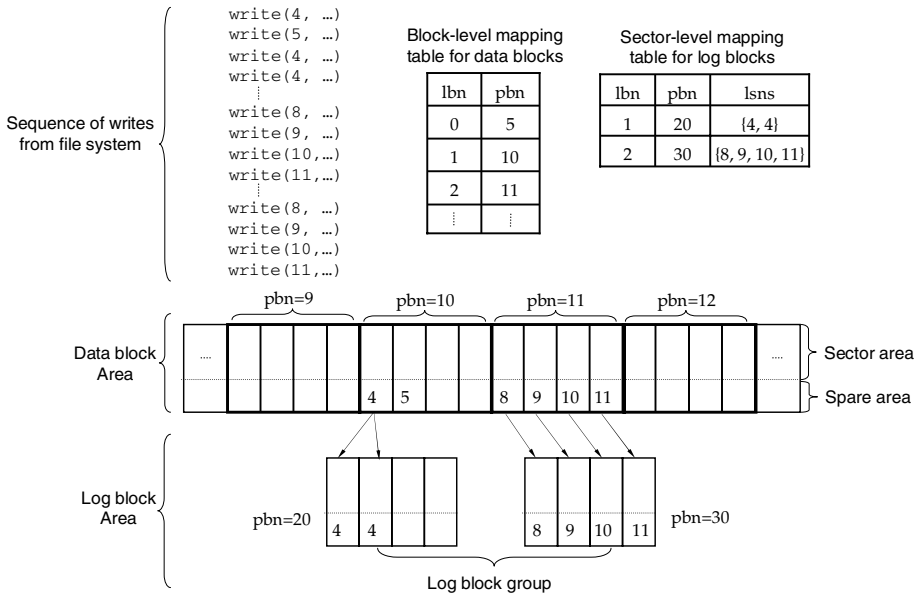 Sequence of writes
from file system
write(4, …)
write(5, …)
write(4, …)
write(4, …)
write(8, …)
write(9, …)
write(10,…)
write(11,…)
write(8, …)
write(9, …)
write(10,…)
write(11,…)
Block-level mapping
table for data blocks
lbn pbn
0 5
1 10
2 11
Sector-level mapping
table for log blocks
lbn pbn lsns
1 20 {4, 4}
2 30 {8, 9, 10, 11}
pbn=9 pbn=10 pbn=11 pbn=12
Data block
Area
.... ....
4 5 8 9 10 11
Sector area
Spare area
Log block
Area
pbn=20
4 4
8 9 10 11
pbn=30
Log block group